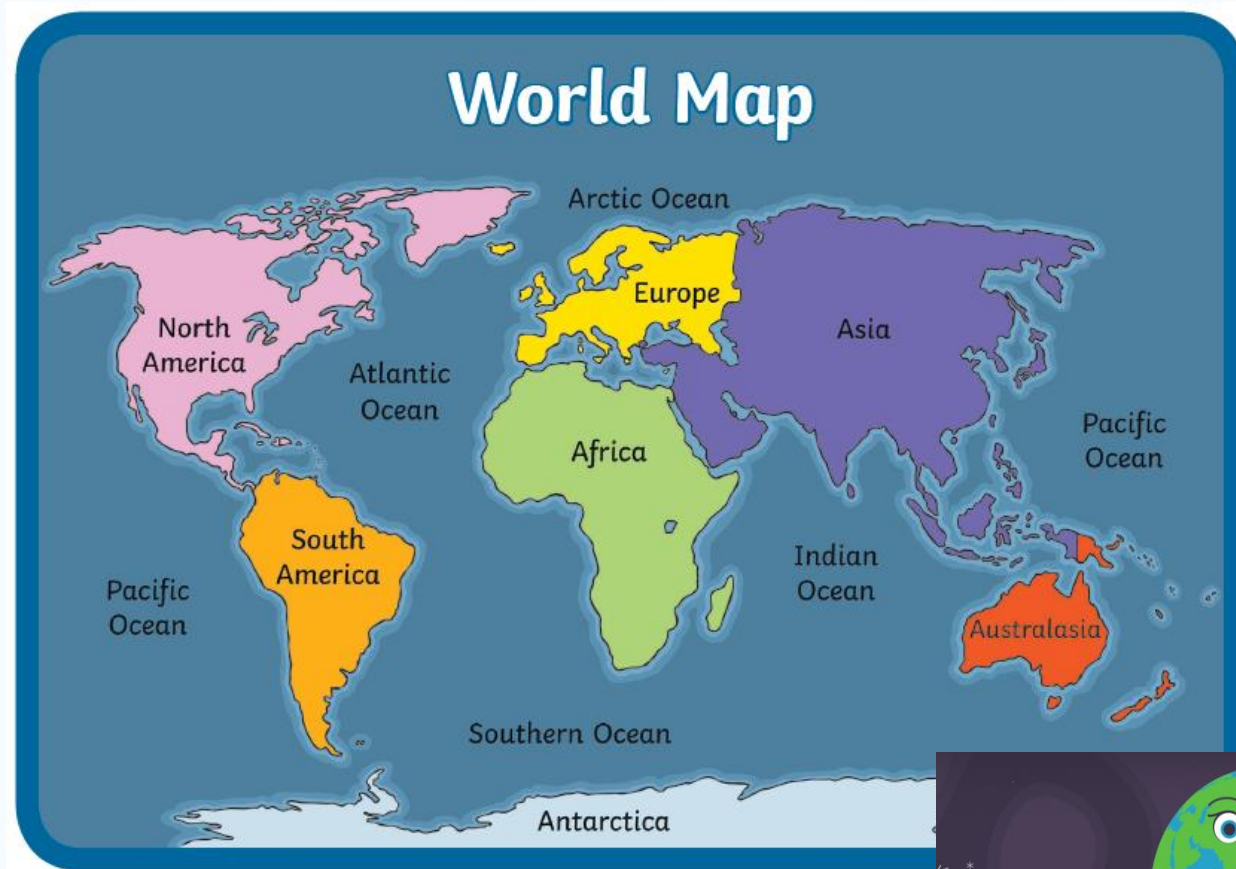 World Map
Arctic Ocean
Europe
North
America
Asia
Atlantic
Ocean
Pacific
Ocean
Africa
South
America
Indian
Ocean
Pacific
Ocean
Australasia
Southern Ocean
Antarctica